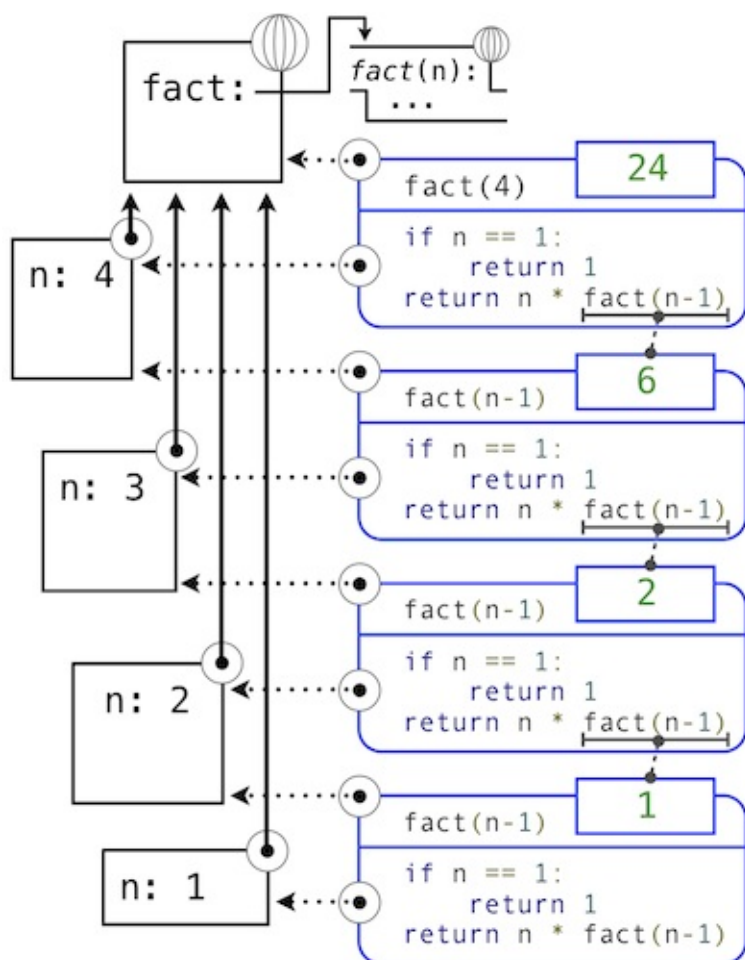 fact:
fact(n):
...
24
fact(4)
if n == 1:
return 1
return n * fact(n-1)
n: 4
6
fact(n-1)
if n == 1:
return 1
return n * fact(n-1)
n: 3
2
fact(n-1)
if n == 1:
return 1
return n * fact(n-1)
n: 2
1
fact(n-1)
if n == 1:
return 1
return n * fact(n-1)
n: 1